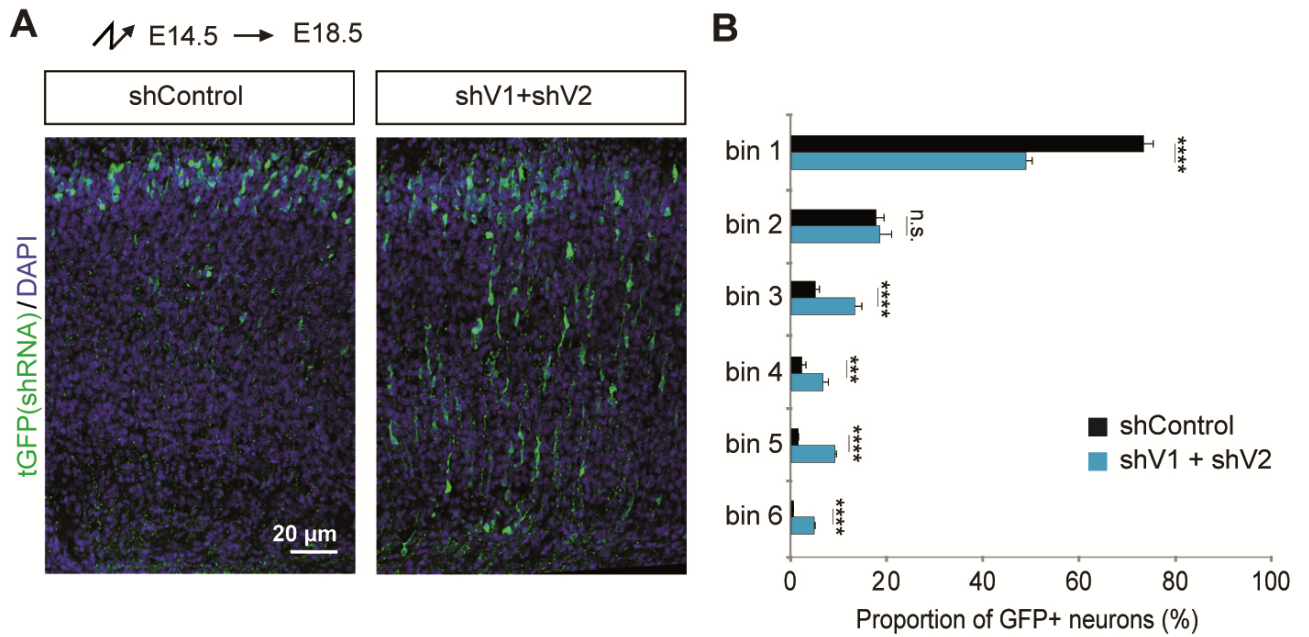 A
E14.5 → E18.5
shControl
shV1+shV2
tGFP(shRNA)/DAPI
20 µm
B
bin 1
****
bin 2
n.s.
bin 3
****
bin 4
***
bin 5
****
bin 6
****
shControl
shV1 + shV2
0 20 40 60 80 100
Proportion of GFP+ neurons (%)